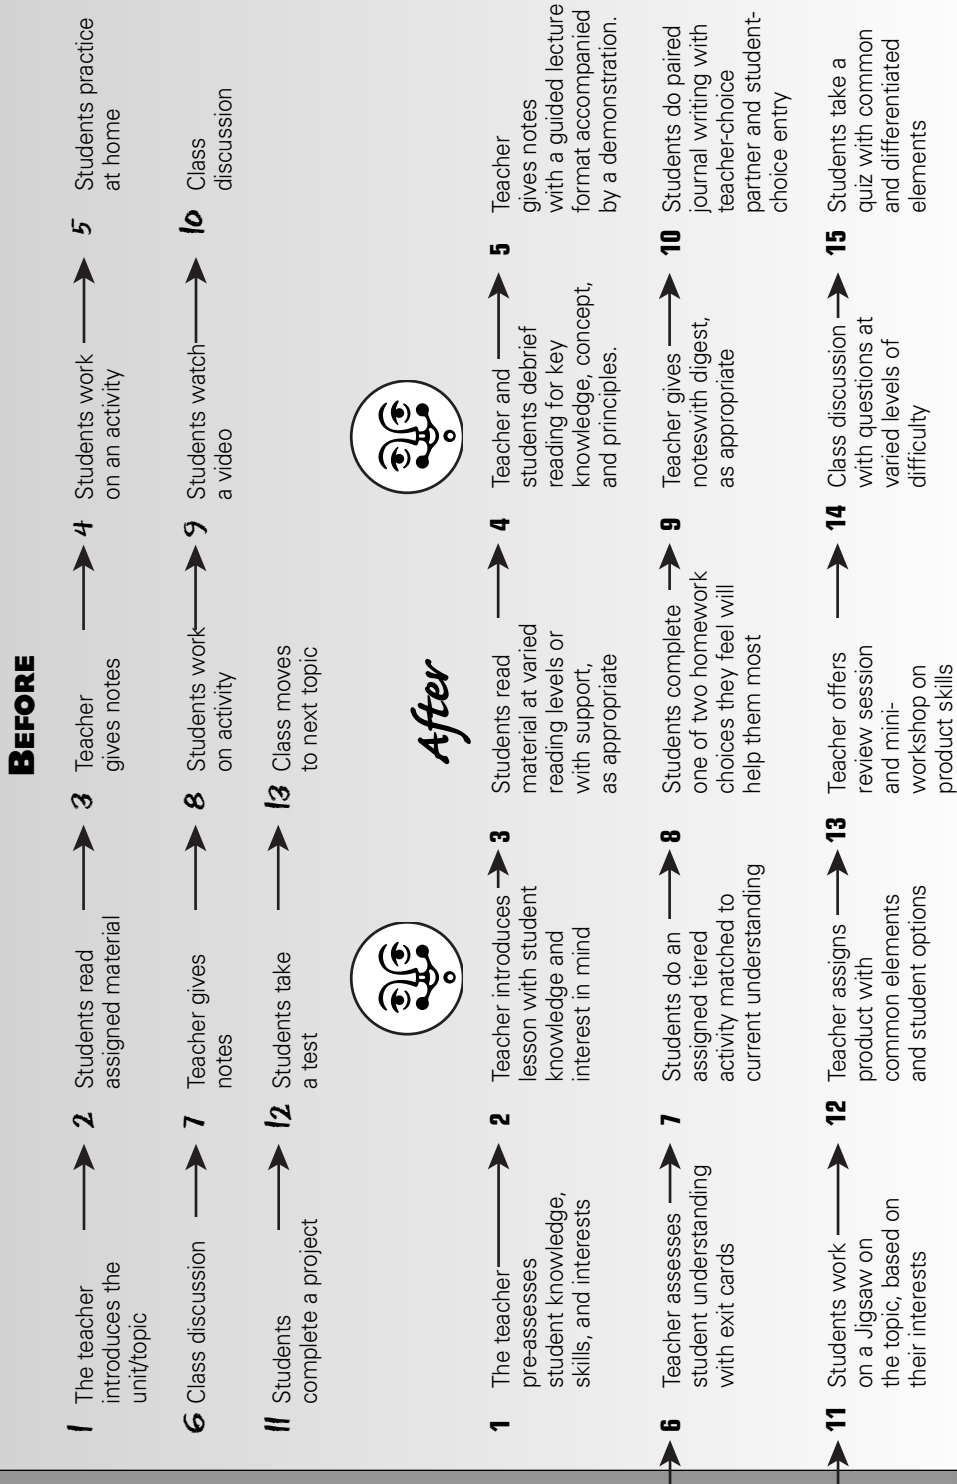 BEFORE
1 The teacher
introduces the
unit/topic
2 Students read
assigned material
3 Teacher
gives notes
4 Students work
on an activity
5 Students practice
at home
6 Class discussion
7 Teacher gives
notes
8 Students work
on activity
9 Students watch
a video
10 Class
discussion
11 Students
complete a project
12 Students take
a test
13 Class moves
to next topic
After
1 The teacher
pre-assesses
student knowledge,
skills, and interests
2 Teacher introduces
lesson with student
knowledge and
interest in mind
3 Students read
material at varied
reading levels or
with support,
as appropriate
4 Teacher and
students debrief
reading for key
knowledge, concept,
and principles.
5 Teacher
gives notes
with a guided lecture
format accompanied
by a demonstration.
6 Teacher assesses
student understanding
with exit cards
7 Students do an
assigned tiered
activity matched to
current understanding
8 Students complete
one of two homework
choices they feel will
help them most
9 Teacher gives
noteswith digest,
as appropriate
10 Students do paired
journal writing with
teacher-choice
partner and student-
choice entry
11 Students work
on a Jigsaw on
the topic, based on
their interests
12 Teacher assigns
product with
common elements
and student options
13 Teacher offers
review session
and mini-
workshop on
product skills
14 Class discussion
with questions at
varied levels of
difficulty
15 Students take a
quiz with common
and differentiated
elements